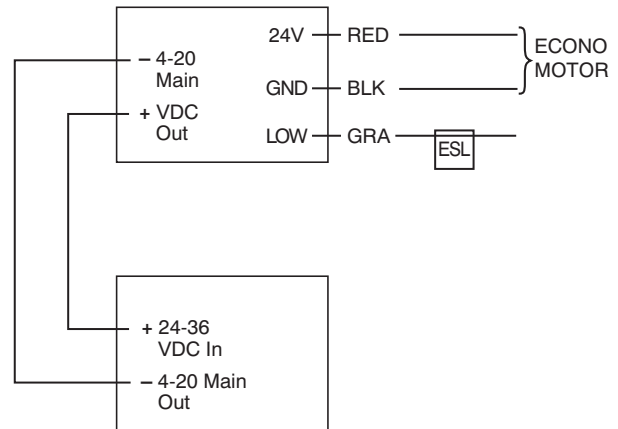 24V RED
− 4-20
Main
ECONO
MOTOR
GND BLK
+ VDC
Out
LOW GRA
ESL
+ 24-36
VDC In
− 4-20 Main
Out